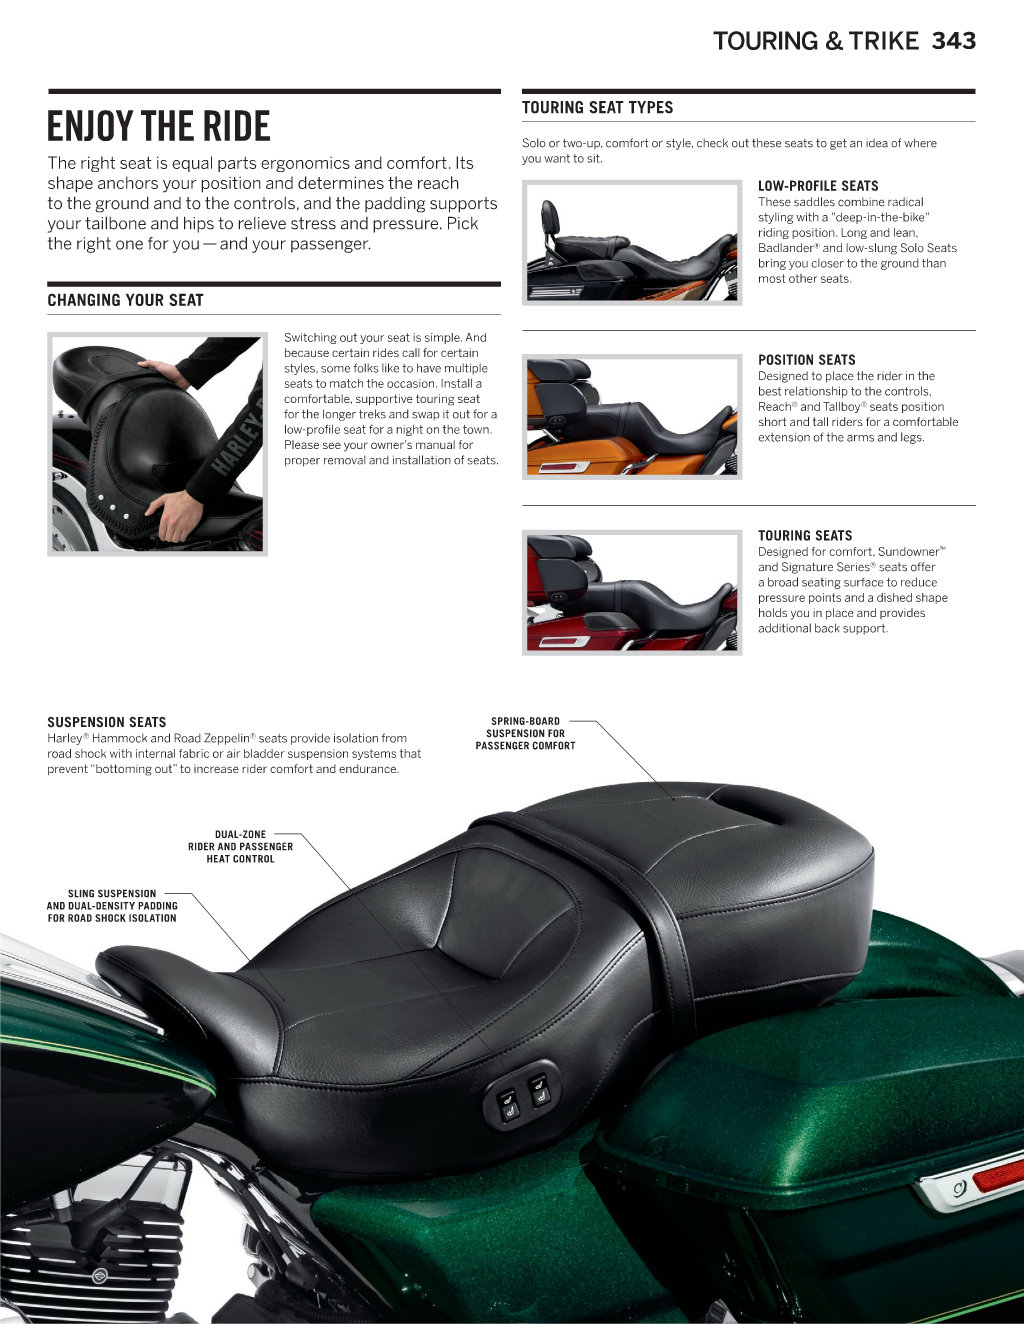 TOURING & TRIKE 343
ENJOY THE RIDE
The right seat is equal parts ergonomics and comfort. Its
shape anchors your position and determines the reach
to the ground and to the controls, and the padding supports
your tailbone and hips to relieve stress and pressure. Pick
the right one for you — and your passenger.
CHANGING YOUR SEAT
Switching out your seat is simple. And
because certain rides call for certain
styles, some folks like to have multiple
seats to match the occasion. Install a
comfortable, supportive touring seat
for the longer treks and swap it out for a
low-profile seat for a night on the town.
Please see your owner's manual for
proper removal and installation of seats.
TOURING SEAT TYPES
Solo or two-up, comfort or style, check out these seats to get an idea of where
you want to sit.
LOW-PROFILE SEATS
These saddles combine radical
styling with a "deep-in-the-bike"
riding position. Long and lean,
Badlander® and low-slung Solo Seats
bring you closer to the ground than
most other seats.
POSITION SEATS
Designed to place the rider in the
best relationship to the controls,
Reach® and Tallboy® seats position
short and tall riders for a comfortable
extension of the arms and legs.
TOURING SEATS
Designed for comfort, Sundowner™
and Signature Series® seats offer
a broad seating surface to reduce
pressure points and a dished shape
holds you in place and provides
additional back support.
SUSPENSION SEATS
Harley® Hammock and Road Zeppelin® seats provide isolation from
road shock with internal fabric or air bladder suspension systems that
prevent “bottoming out” to increase rider comfort and endurance.
SPRING-BOARD
SUSPENSION FOR
PASSENGER COMFORT
DUAL-ZONE
RIDER AND PASSENGER
HEAT CONTROL
SLING SUSPENSION
AND DUAL-DENSITY PADDING
FOR ROAD SHOCK ISOLATION